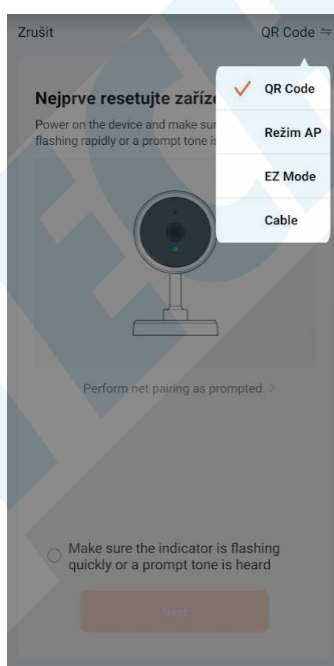 Zrušit
QR Code
QR Code
Režim AP
EZ Mode
Cable
Nejprve resetujte zaříz
Power on the device and make sur
flashing rapidly or a prompt tone is
Perform net pairing as prompted. >
Make sure the indicator is flashing
quickly or a prompt tone is heard
Next